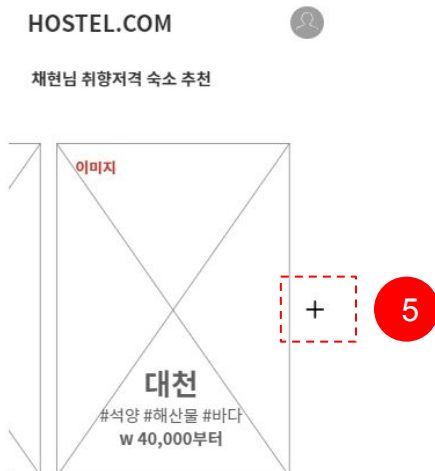 HOSTEL.COM
채현님 취향저격 숙소 추천
이미지
+
5
대천
#석양 #해산물 #바다
₩ 40,000부터